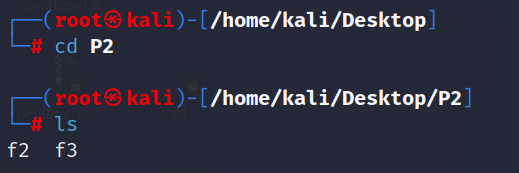 ┌──(root㉿kali)-[/home/kali/Desktop]
└─# cd P2
┌──(root㉿kali)-[/home/kali/Desktop/P2]
└─# ls
f2  f3